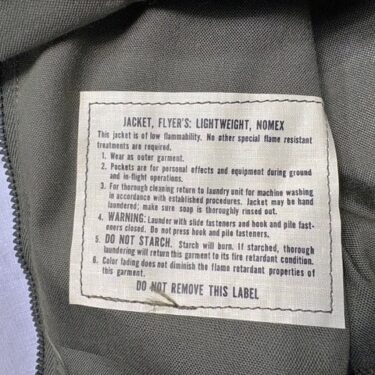 JACKET, FLYER'S: LIGHTWEIGHT, NOMEX
This jacket is of low flammability. No other special flame resistant
treatments are required.
1. Wear as outer garment.
2. Pockets are for personal effects and equipment during ground
and in-flight operations.
3. For thorough cleaning return to laundry unit for machine washing
in accordance with established procedures. Jacket may be hand
laundered; make sure soap is thoroughly rinsed out.
4. WARNING: Launder with slide fasteners and hook and pile fast-
eners closed. Do not press hook and pile fasteners.
5. DO NOT STARCH. Starch will burn. If starched, thorough
laundering will return this garment to its fire retardant condition.
6. Color fading does not diminish the flame retardant properties of
this garment.
DO NOT REMOVE THIS LABEL